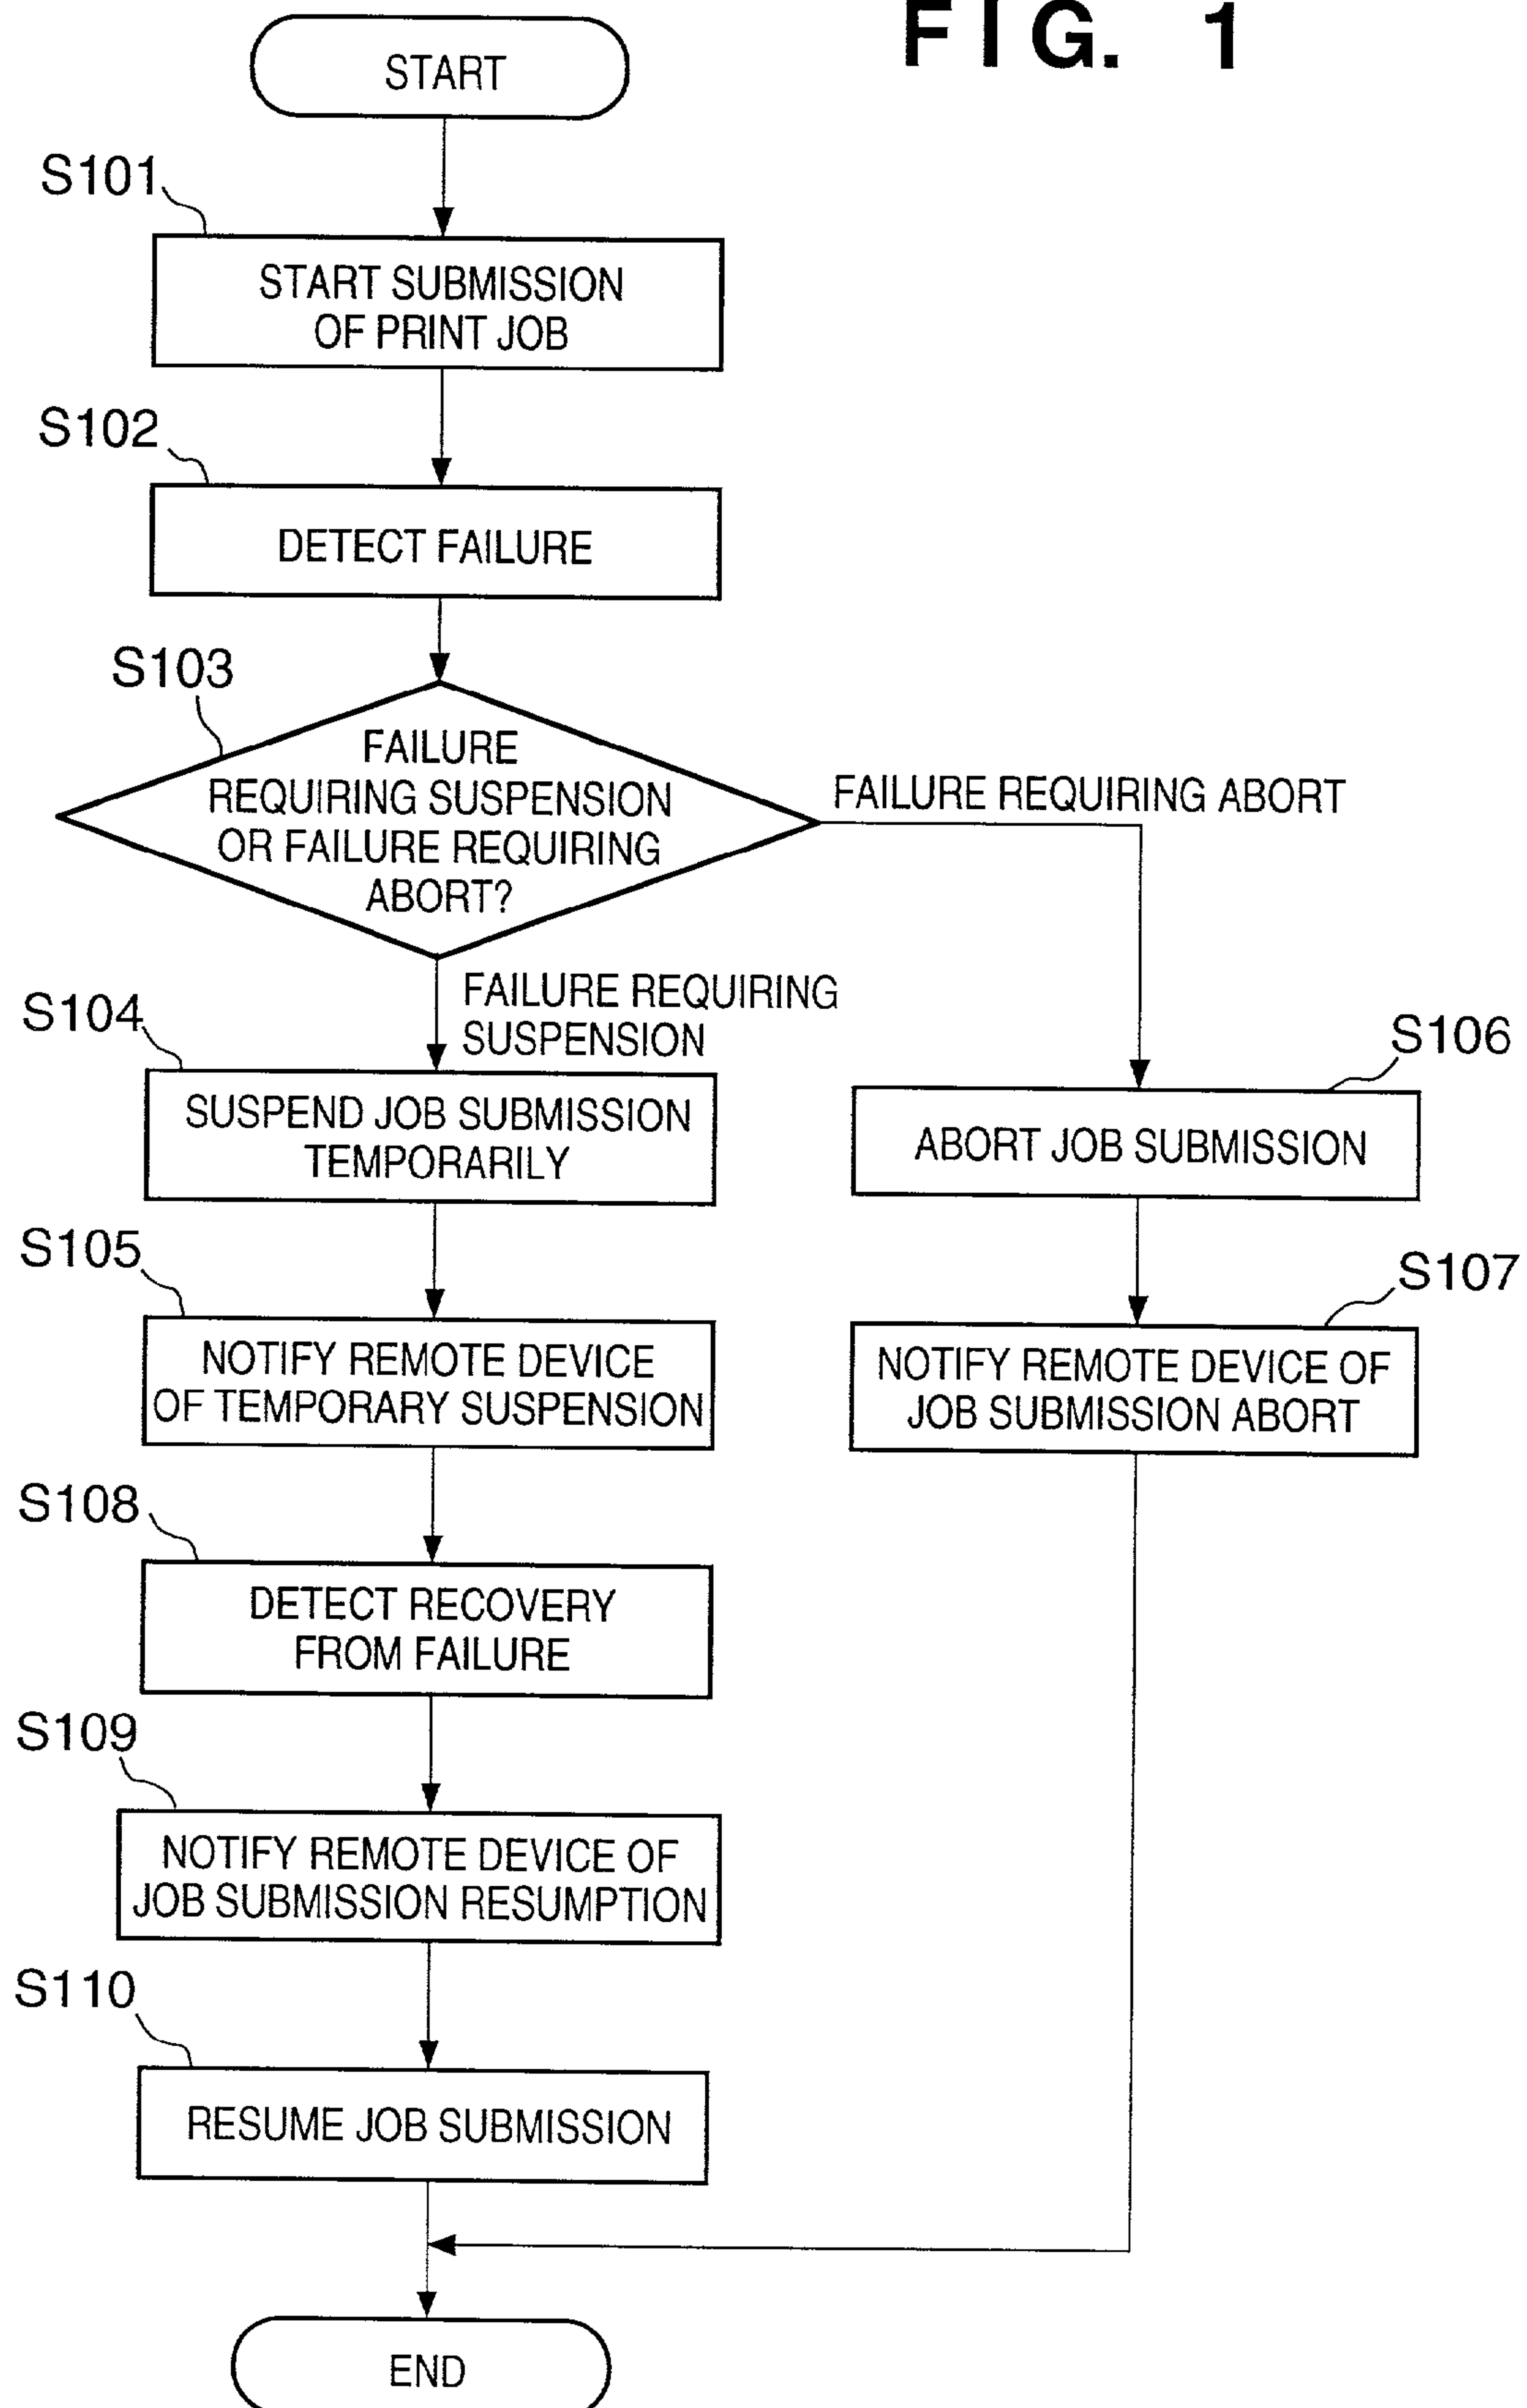 FIG. 1
START
S101
START SUBMISSION
OF PRINT JOB
S102
DETECT FAILURE
S103
FAILURE
REQUIRING SUSPENSION
OR FAILURE REQUIRING
ABORT?
FAILURE REQUIRING ABORT
FAILURE REQUIRING
SUSPENSION
S104
SUSPEND JOB SUBMISSION
TEMPORARILY
S106
ABORT JOB SUBMISSION
S105
NOTIFY REMOTE DEVICE
OF TEMPORARY SUSPENSION
S107
NOTIFY REMOTE DEVICE OF
JOB SUBMISSION ABORT
S108
DETECT RECOVERY
FROM FAILURE
S109
NOTIFY REMOTE DEVICE OF
JOB SUBMISSION RESUMPTION
S110
RESUME JOB SUBMISSION
END